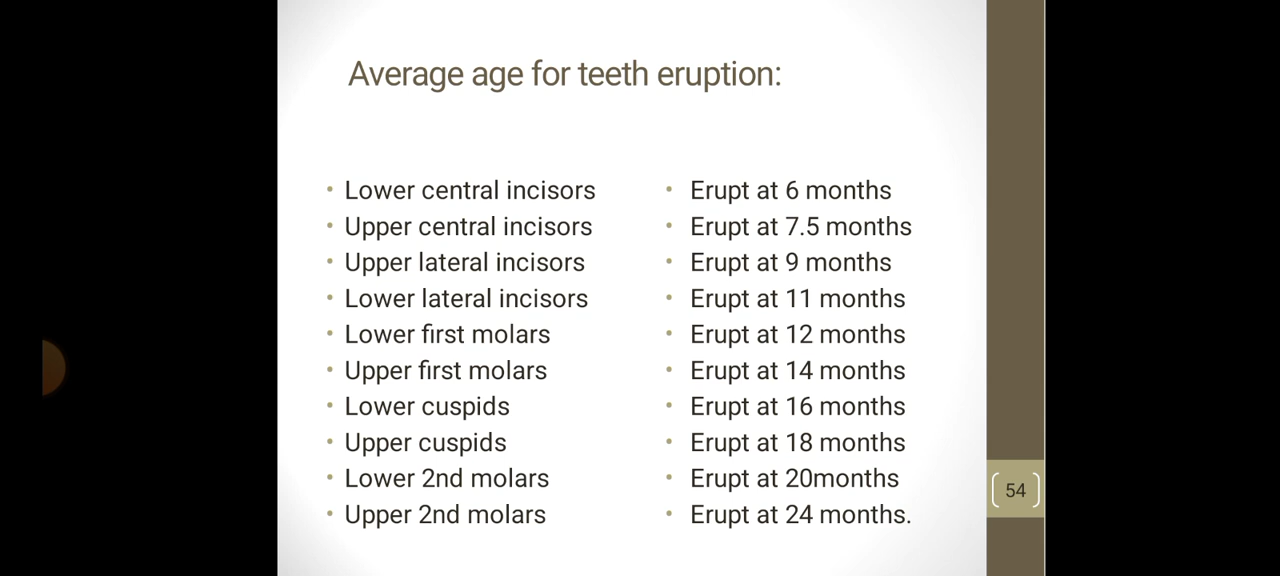 Average age for teeth eruption:
• Lower central incisors • Erupt at 6 months
• Upper central incisors • Erupt at 7.5 months
• Upper lateral incisors • Erupt at 9 months
• Lower lateral incisors • Erupt at 11 months
• Lower first molars • Erupt at 12 months
• Upper first molars • Erupt at 14 months
• Lower cuspids • Erupt at 16 months
• Upper cuspids • Erupt at 18 months
• Lower 2nd molars • Erupt at 20months
• Upper 2nd molars • Erupt at 24 months.
54